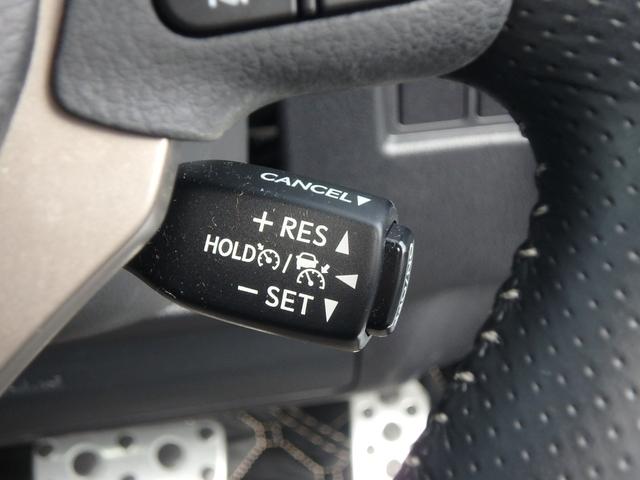 CANCEL▼
+ RES ▲
HOLD / ◀
− SET ▼